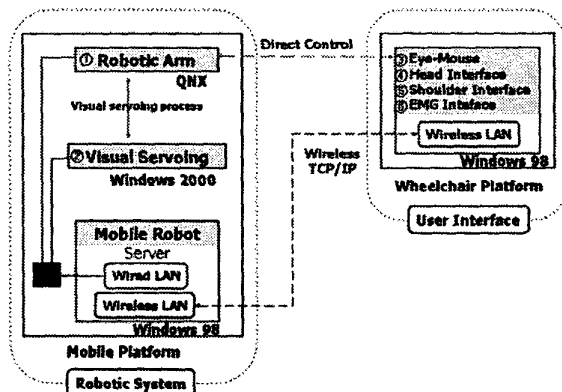 ① Robotic Arm
QNX
Visual servoing process
② Visual Servoing
Windows 2000
Mobile Robot
Server
Wired LAN
Wireless LAN
Windows 98
Mobile Platform
Robotic System
Direct Control
Wireless
TCP/IP
③ Eye-Mouse
④ Head Interface
⑤ Shoulder Interface
⑥ EMG Inteface
Wireless LAN
Windows 98
Wheelchair Platform
User Interface